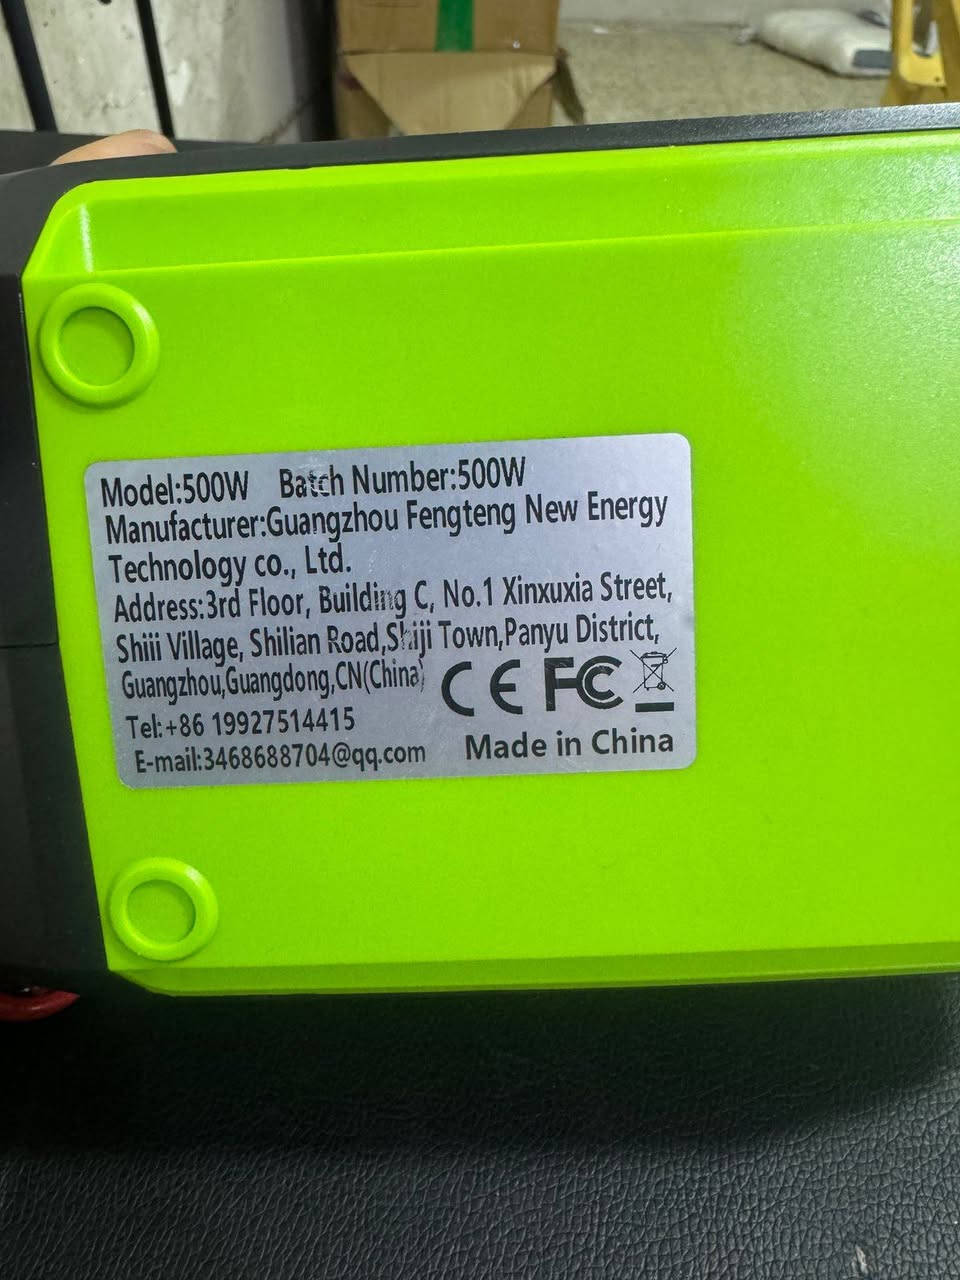 Model:500W Batch Number:500W
Manufacturer:Guangzhou Fengteng New Energy
Technology co., Ltd.
Address:3rd Floor, Building C, No.1 Xinxuxia Street,
Shiii Village, Shilian Road,Shiji Town,Panyu District,
Guangzhou,Guangdong,CN(China)
CE FC
Tel:+86 19927514415
E-mail:3468688704@qq.com
Made in China